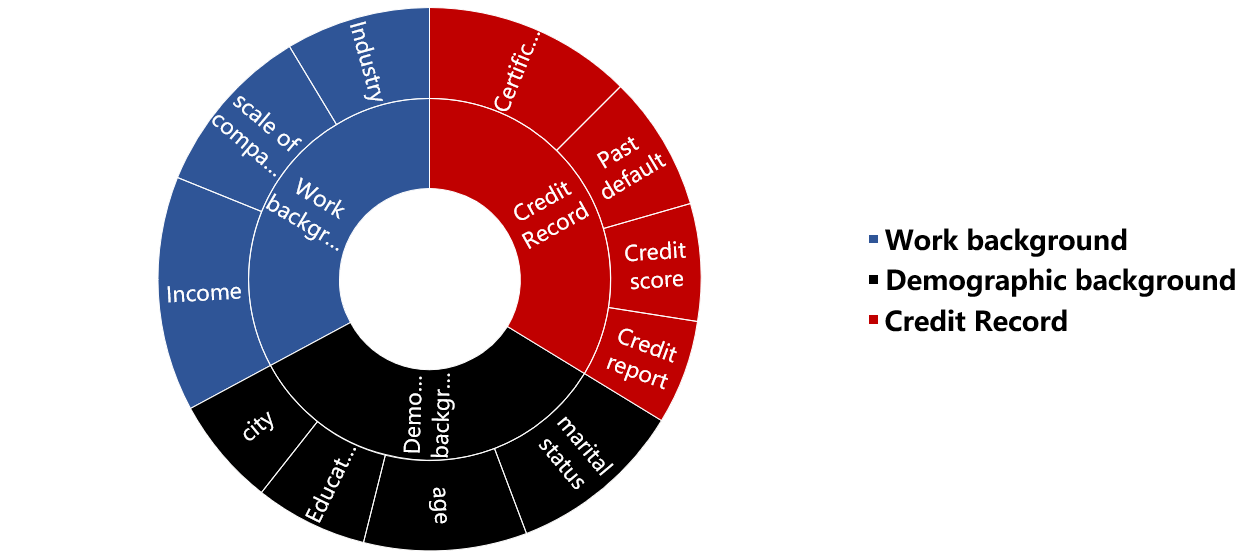 Industry
Certific...
scale of
compa...
Past
default
Work
backgr...
Credit
Record
Credit
score
Income
Credit
report
Demo...
backgr...
city
marital
status
Educat...
age
Work background
Demographic background
Credit Record